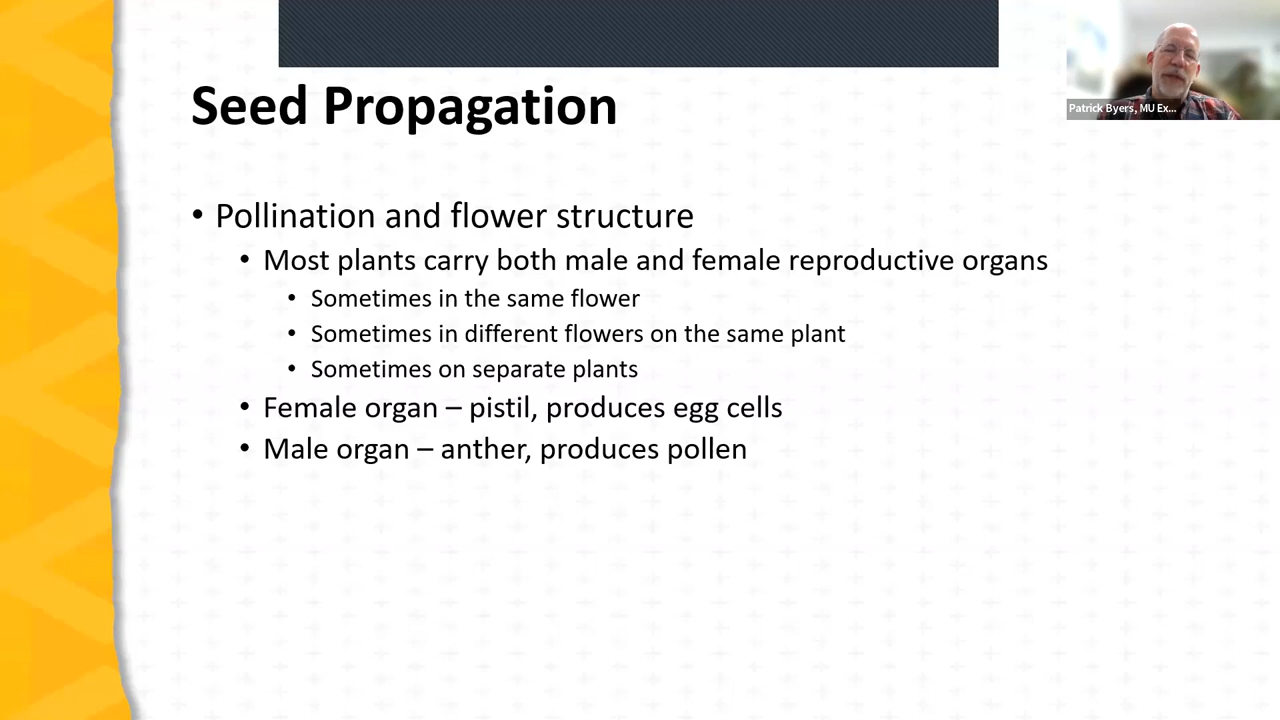 Patrick Byers, MU Ex...
Seed Propagation
• Pollination and flower structure
• Most plants carry both male and female reproductive organs
• Sometimes in the same flower
• Sometimes in different flowers on the same plant
• Sometimes on separate plants
• Female organ – pistil, produces egg cells
• Male organ – anther, produces pollen